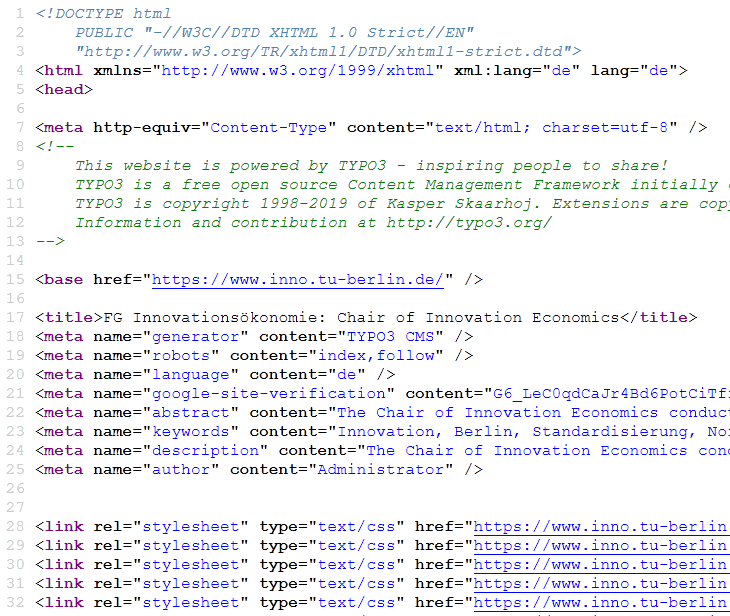 1 <!DOCTYPE html
2 PUBLIC "-//W3C//DTD XHTML 1.0 Strict//EN"
3 "http://www.w3.org/TR/xhtml1/DTD/xhtml1-strict.dtd">
4 <html xmlns="http://www.w3.org/1999/xhtml" xml:lang="de" lang="de">
5 <head>
6
7 <meta http-equiv="Content-Type" content="text/html; charset=utf-8" />
8 <!--
9 This website is powered by TYPO3 - inspiring people to share!
10 TYPO3 is a free open source Content Management Framework initially
11 TYPO3 is copyright 1998-2019 of Kasper Skaarhoj. Extensions are cop
12 Information and contribution at http://typo3.org/
13 -->
14
15 <base href="https://www.inno.tu-berlin.de/" />
16
17 <title>FG Innovationsökonomie: Chair of Innovation Economics</title>
18 <meta name="generator" content="TYPO3 CMS" />
19 <meta name="robots" content="index,follow" />
20 <meta name="language" content="de" />
21 <meta name="google-site-verification" content="G6_LeC0qdCaJr4Bd6PotCiTf
22 <meta name="abstract" content="The Chair of Innovation Economics conduc
23 <meta name="keywords" content="Innovation, Berlin, Standardisierung, No
24 <meta name="description" content="The Chair of Innovation Economics con
25 <meta name="author" content="Administrator" />
26
27
28 <link rel="stylesheet" type="text/css" href="https://www.inno.tu-berlin
29 <link rel="stylesheet" type="text/css" href="https://www.inno.tu-berlin
30 <link rel="stylesheet" type="text/css" href="https://www.inno.tu-berlin
31 <link rel="stylesheet" type="text/css" href="https://www.inno.tu-berlin
32 <link rel="stylesheet" type="text/css" href="https://www.inno.tu-berlin